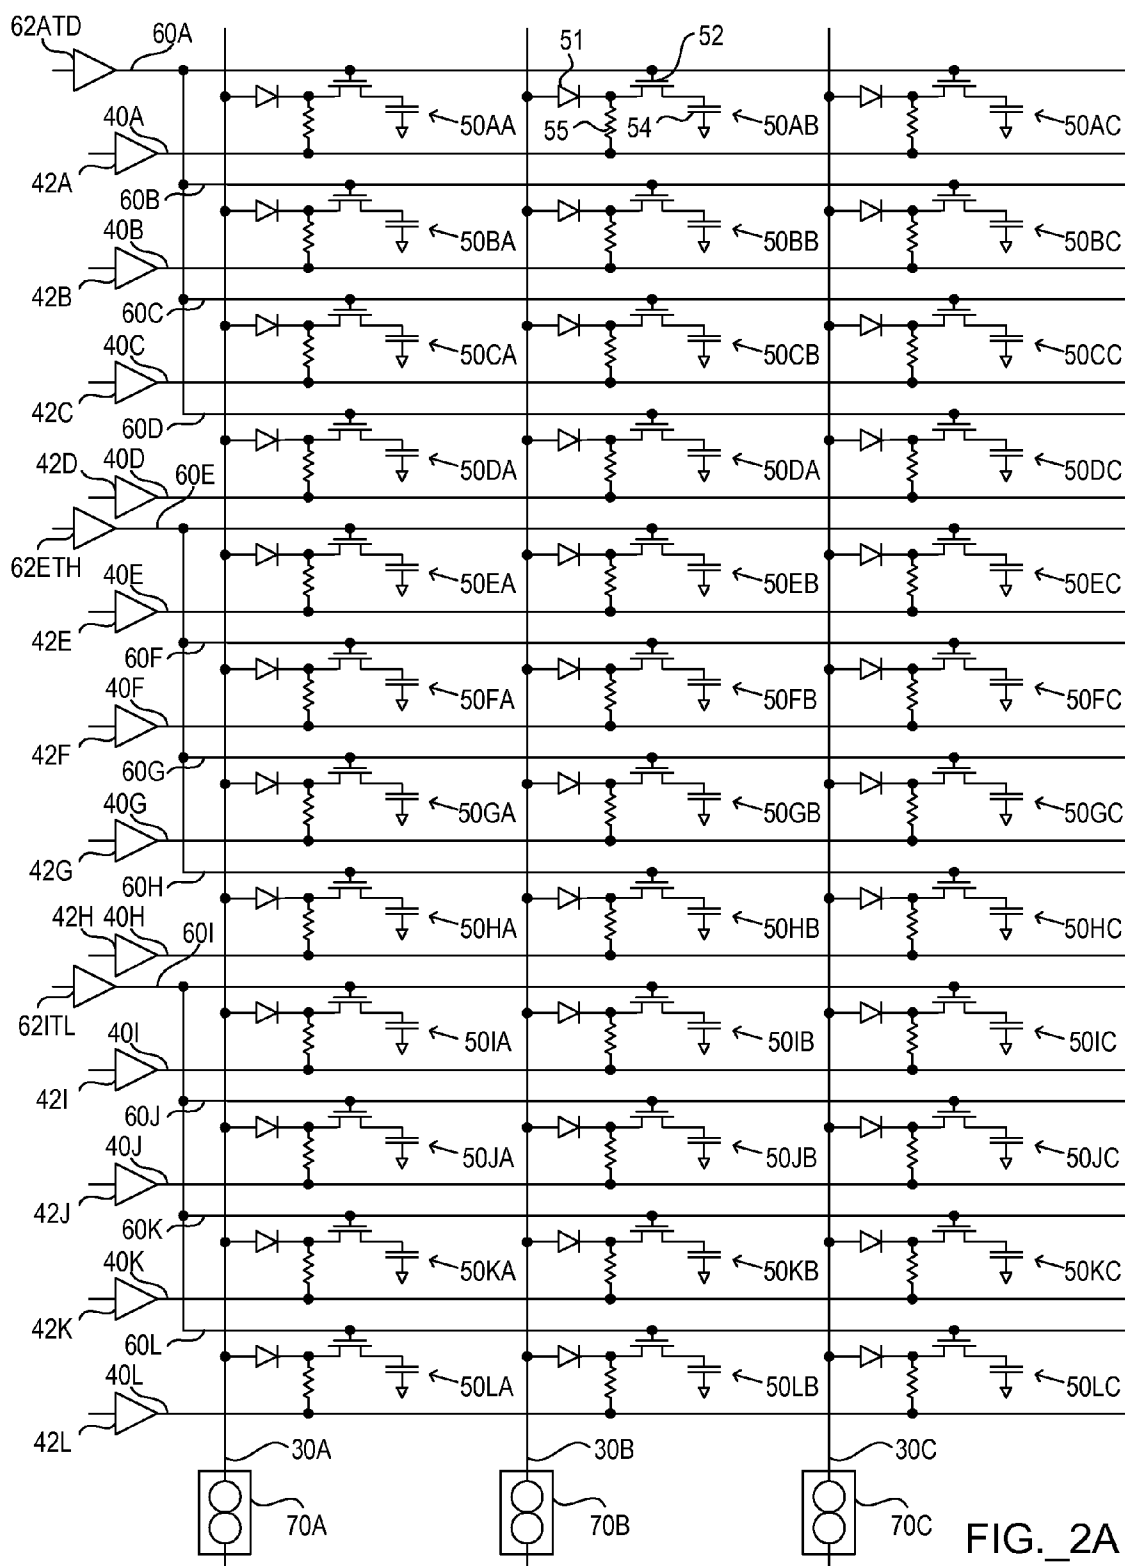 62ATD 60A 51 52
40A 55 54 50AA 50AB 50AC
42A 60B
40B 50BA 50BB 50BC
42B 60C
40C 50CA 50CB 50CC
42C 60D
42D 40D 60E 50DA 50DA 50DC
62ETH
40E 50EA 50EB 50EC
42E 60F
40F 50FA 50FB 50FC
42F 60G
40G 50GA 50GB 50GC
42G 60H
42H 40H 60I 50HA 50HB 50HC
62ITL
40I 50IA 50IB 50IC
42I 60J
40J 50JA 50JB 50JC
42J 60K
40K 50KA 50KB 50KC
42K 60L
40L 50LA 50LB 50LC
42L
30A 30B 30C
70A 70B 70C
FIG._2A